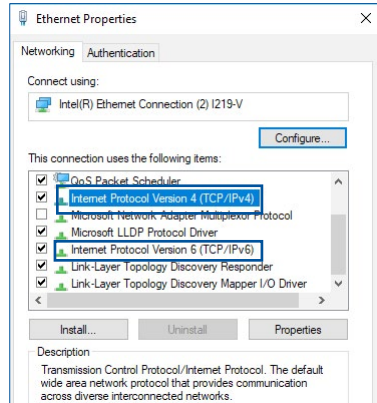 Ethernet Properties
Networking
Authentication
Connect using:
Intel(R) Ethernet Connection (2) I219-V
Configure...
This connection uses the following items:
QoS Packet Scheduler
Internet Protocol Version 4 (TCP/IPv4)
Microsoft Network Adapter Multiplexor Protocol
Microsoft LLDP Protocol Driver
Internet Protocol Version 6 (TCP/IPv6)
Link-Layer Topology Discovery Responder
Link-Layer Topology Discovery Mapper I/O Driver
Install...
Uninstall
Properties
Description
Transmission Control Protocol/Internet Protocol. The default
wide area network protocol that provides communication
across diverse interconnected networks.